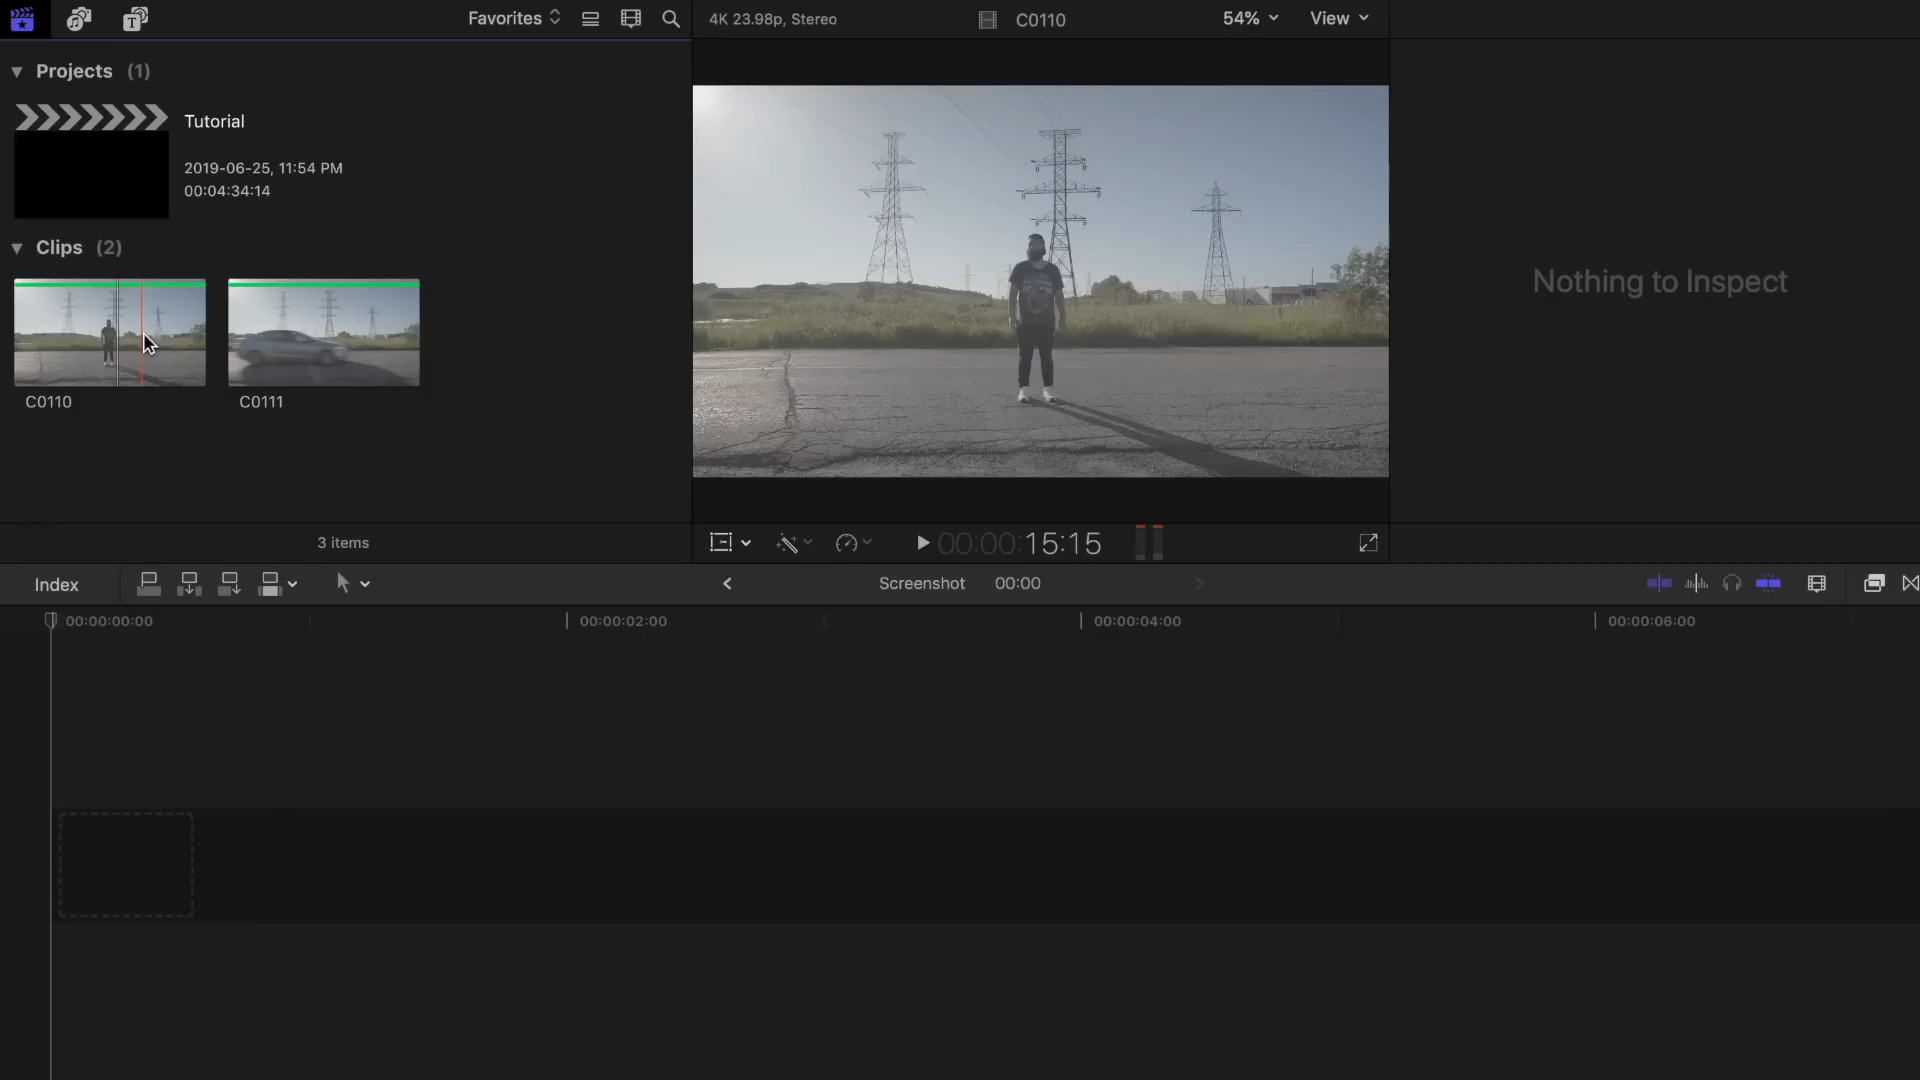 Favorites
4K 23.98p, Stereo
C0110
54%
View
Projects (1)
Tutorial
2019-06-25, 11:54 PM
00:04:34:14
Clips (2)
C0110
C0111
Nothing to Inspect
3 items
00:00:15:15
Index
Screenshot 00:00
00:00:00:00
00:00:02:00
00:00:04:00
00:00:06:00